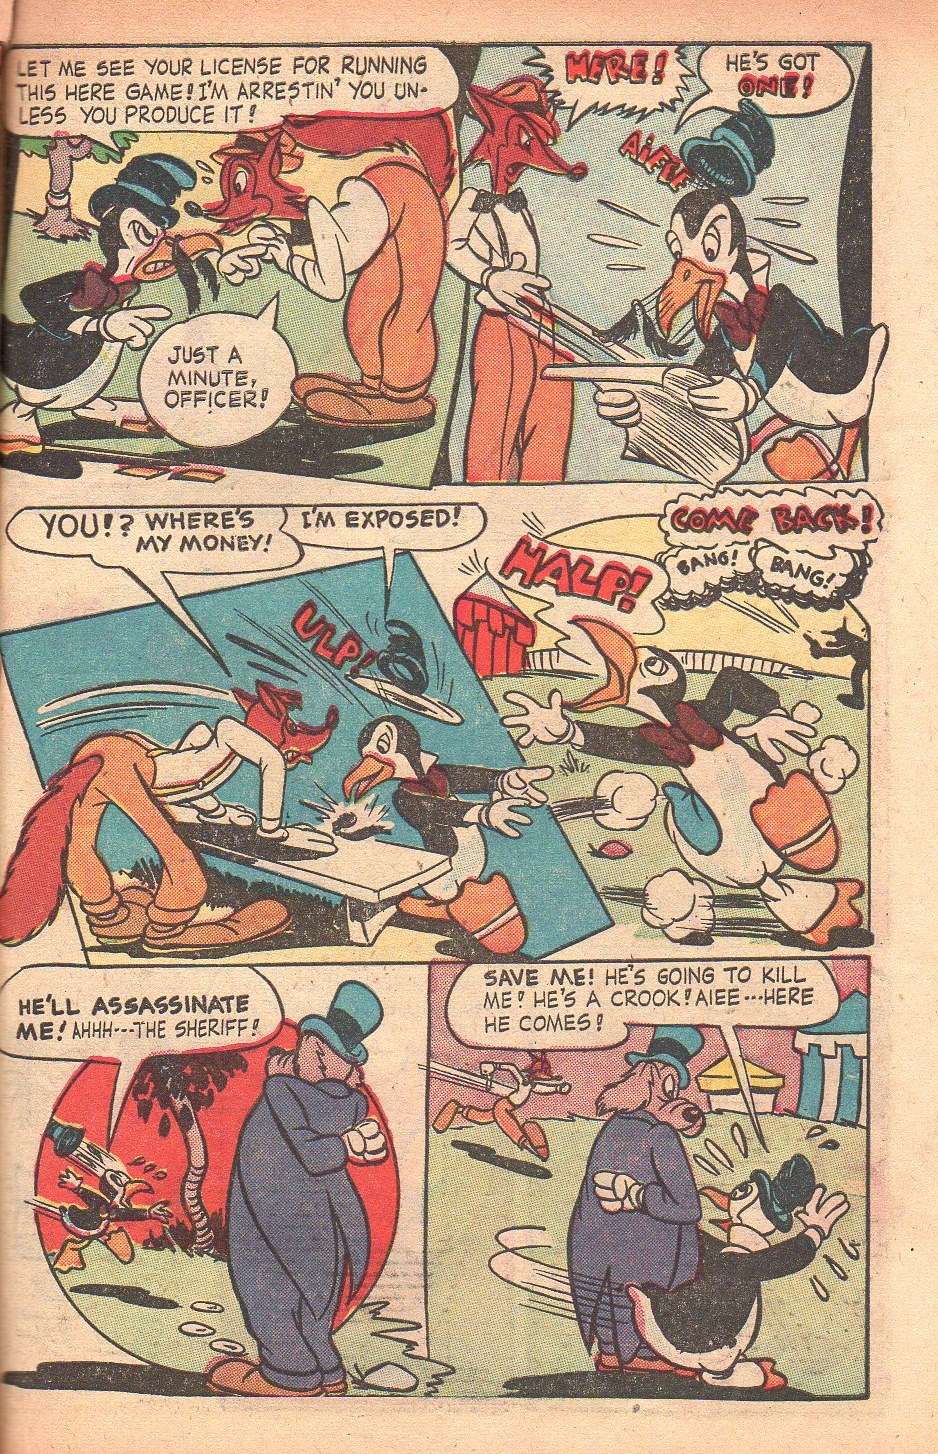 LET ME SEE YOUR LICENSE FOR RUNNING
THIS HERE GAME! I'M ARRESTIN' YOU UN-
LESS YOU PRODUCE IT!
JUST A
MINUTE,
OFFICER!
HERE!
HE'S GOT
ONE!
AIEEE
YOU!? WHERE'S
MY MONEY!
I'M EXPOSED!
ULP!
HALP!
COME BACK!
BANG!
BANG!
HE'LL ASSASSINATE
ME! AHHH---THE SHERIFF!
SAVE ME! HE'S GOING TO KILL
ME! HE'S A CROOK! AIEE---HERE
HE COMES!